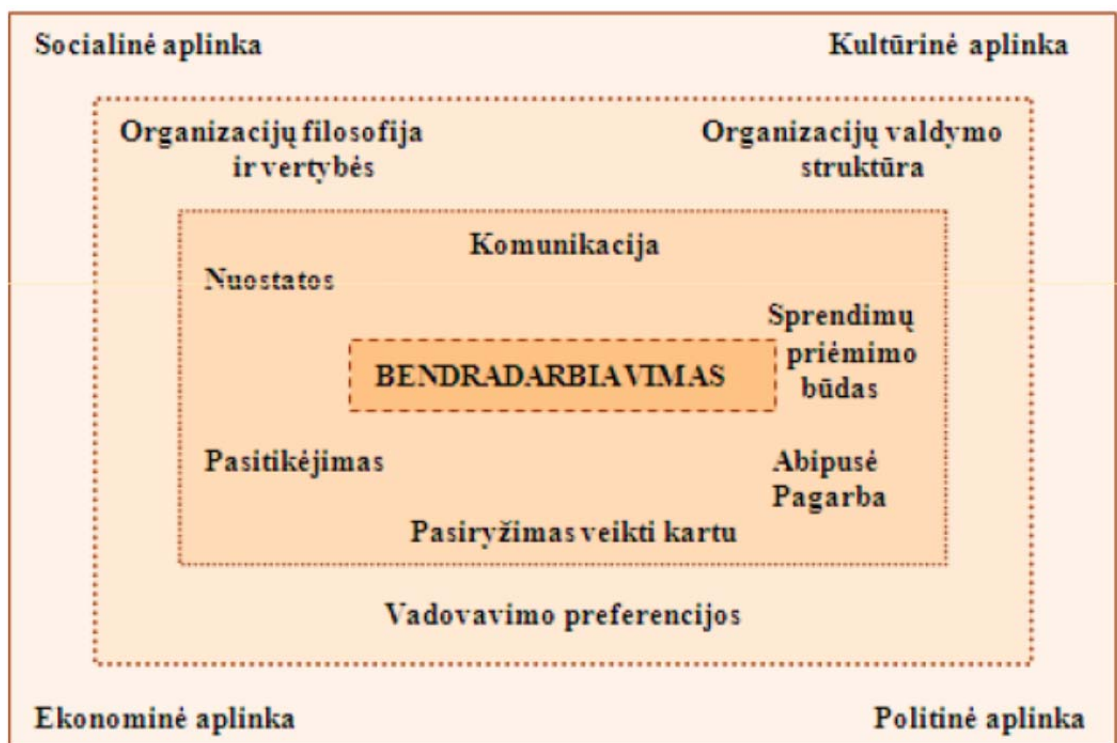 Socialinė aplinka
Kultūrinė aplinka
Organizacijų filosofija
ir vertybės
Organizacijų valdymo
struktūra
Komunikacija
Nuostatos
Sprendimų
priėmimo
būdas
BENDRADARBIAVIMAS
Pasitikėjimas
Abipusė
Pagarba
Pasiryžimas veikti kartu
Vadovavimo preferencijos
Ekonominė aplinka
Politinė aplinka